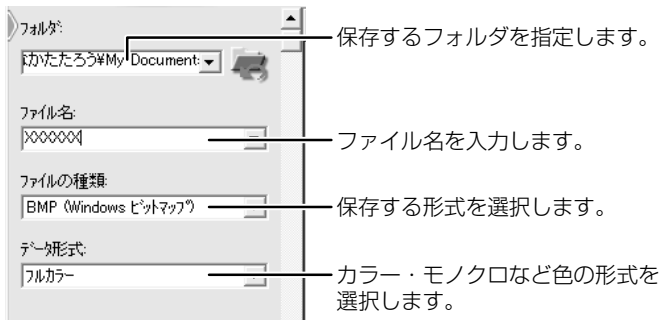 フォルダ:
かたたろう¥My Document
保存するフォルダを指定します。
ファイル名:
XXXXXXX
ファイル名を入力します。
ファイルの種類:
BMP (Windows ビットマップ)
保存する形式を選択します。
データ形式:
フルカラー
カラー・モノクロなど色の形式を
選択します。